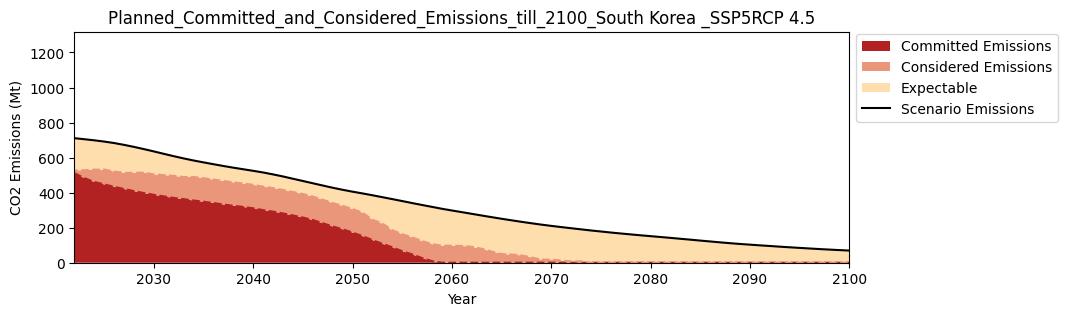 Planned_Committed_and_Considered_Emissions_till_2100_South Korea _SSP5RCP 4.5
Committed Emissions
Considered Emissions
Expectable
Scenario Emissions
CO2 Emissions (Mt)
1200
1000
800
600
400
200
0
2030 2040 2050 2060 2070 2080 2090 2100
Year